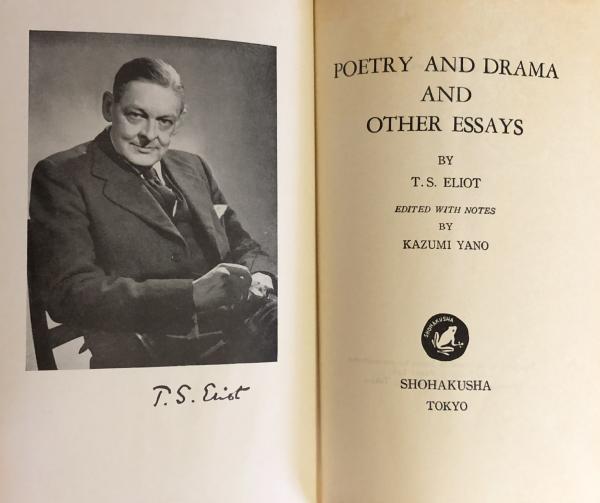 T.S. Eliot
POETRY AND DRAMA
AND
OTHER ESSAYS
BY
T. S. ELIOT
EDITED WITH NOTES
BY
KAZUMI YANO
SHOHAKUSHA
SHOHAKUSHA
TOKYO